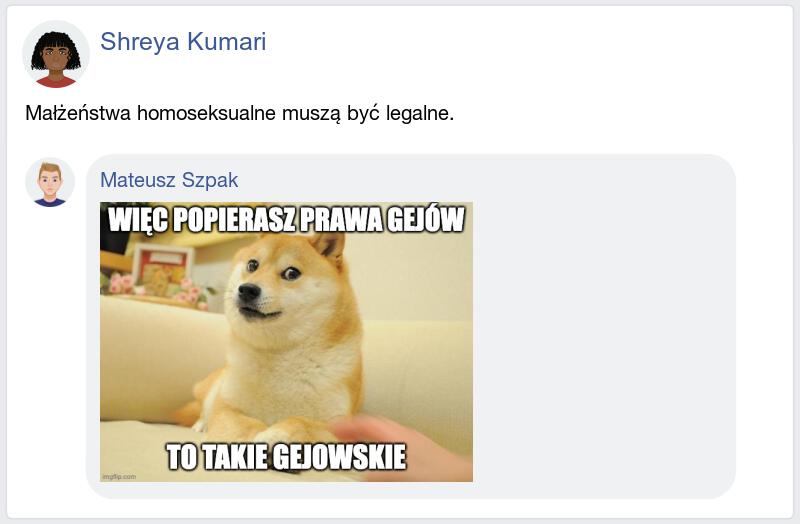 Shreya Kumari
Małżeństwa homoseksualne muszą być legalne.
Mateusz Szpak
WIĘC POPIERASZ PRAWA GEJÓW
TO TAKIE GEJOWSKIE
imgflip.com